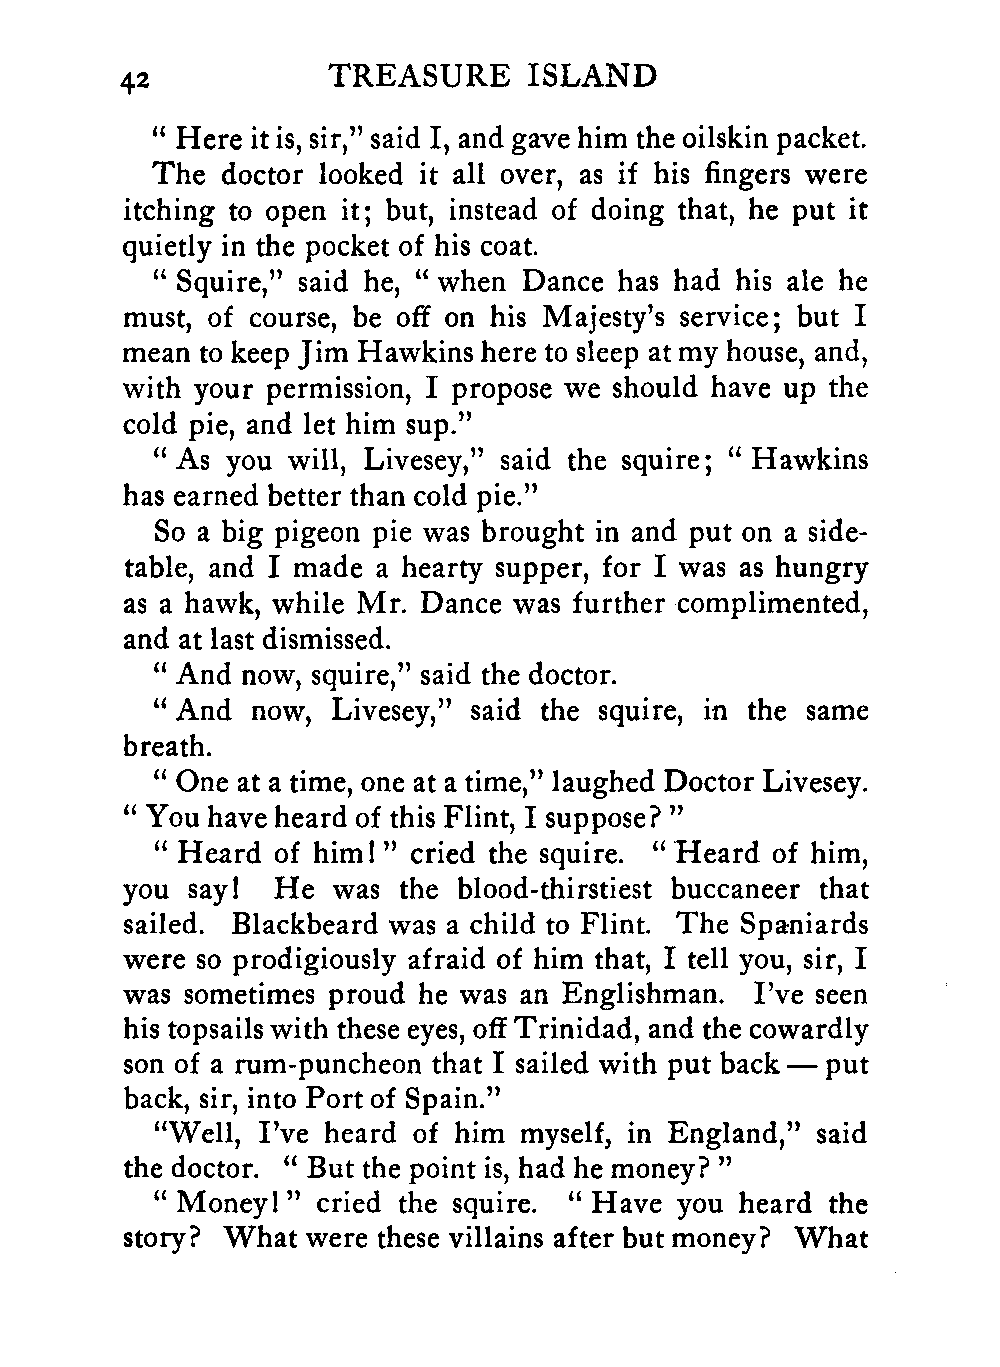 42 TREASURE ISLAND
“ Here it is, sir,” said I, and gave him the oilskin packet.
The doctor looked it all over, as if his fingers were
itching to open it; but, instead of doing that, he put it
quietly in the pocket of his coat.
“ Squire,” said he, “ when Dance has had his ale he
must, of course, be off on his Majesty’s service; but I
mean to keep Jim Hawkins here to sleep at my house, and,
with your permission, I propose we should have up the
cold pie, and let him sup.”
“ As you will, Livesey,” said the squire; “ Hawkins
has earned better than cold pie.”
So a big pigeon pie was brought in and put on a side-
table, and I made a hearty supper, for I was as hungry
as a hawk, while Mr. Dance was further complimented,
and at last dismissed.
“ And now, squire,” said the doctor.
“ And now, Livesey,” said the squire, in the same
breath.
“ One at a time, one at a time,” laughed Doctor Livesey.
“ You have heard of this Flint, I suppose? ”
“ Heard of him! ” cried the squire. “ Heard of him,
you say! He was the blood-thirstiest buccaneer that
sailed. Blackbeard was a child to Flint. The Spaniards
were so prodigiously afraid of him that, I tell you, sir, I
was sometimes proud he was an Englishman. I’ve seen
his topsails with these eyes, off Trinidad, and the cowardly
son of a rum-puncheon that I sailed with put back — put
back, sir, into Port of Spain.”
“Well, I’ve heard of him myself, in England,” said
the doctor. “ But the point is, had he money? ”
“ Money! ” cried the squire. “ Have you heard the
story? What were these villains after but money? What